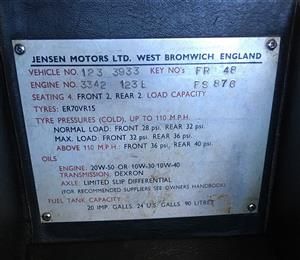 JENSEN MOTORS LTD. WEST BROMWICH ENGLAND
VEHICLE NO. 123 3933 KEY NO's FR 48
ENGINE NO. 3342 123E FS 876
SEATING 4. FRONT 2, REAR 2. LOAD CAPACITY
TYRES: ER70VR15
TYRE PRESSURES (COLD), UP TO 110 M.P.H.
NORMAL LOAD: FRONT 28 psi. REAR 32 psi.
MAX. LOAD: FRONT 32 psi. REAR 36 psi.
ABOVE 110 M.P.H.: FRONT 36 psi, REAR 40 psi.
OILS
ENGINE: 20W-50 OR 10W-30/10W-40
TRANSMISSION: DEXRON
AXLE: LIMITED SLIP DIFFERENTIAL
(FOR RECOMMENDED SUPPLIERS SEE OWNERS HANDBOOK)
FUEL TANK CAPACITY
20 IMP. GALLS. 24 U.S. GALLS. 90 LITRES